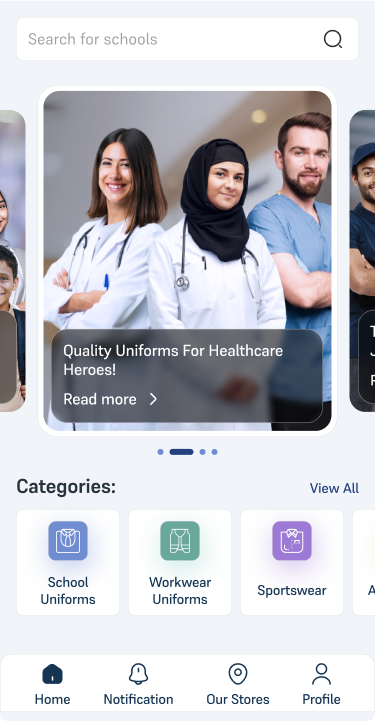 Search for schools
Quality Uniforms For Healthcare
Heroes!
Read more
Categories:
View All
School
Uniforms
Workwear
Uniforms
Sportswear
Home
Notification
Our Stores
Profile